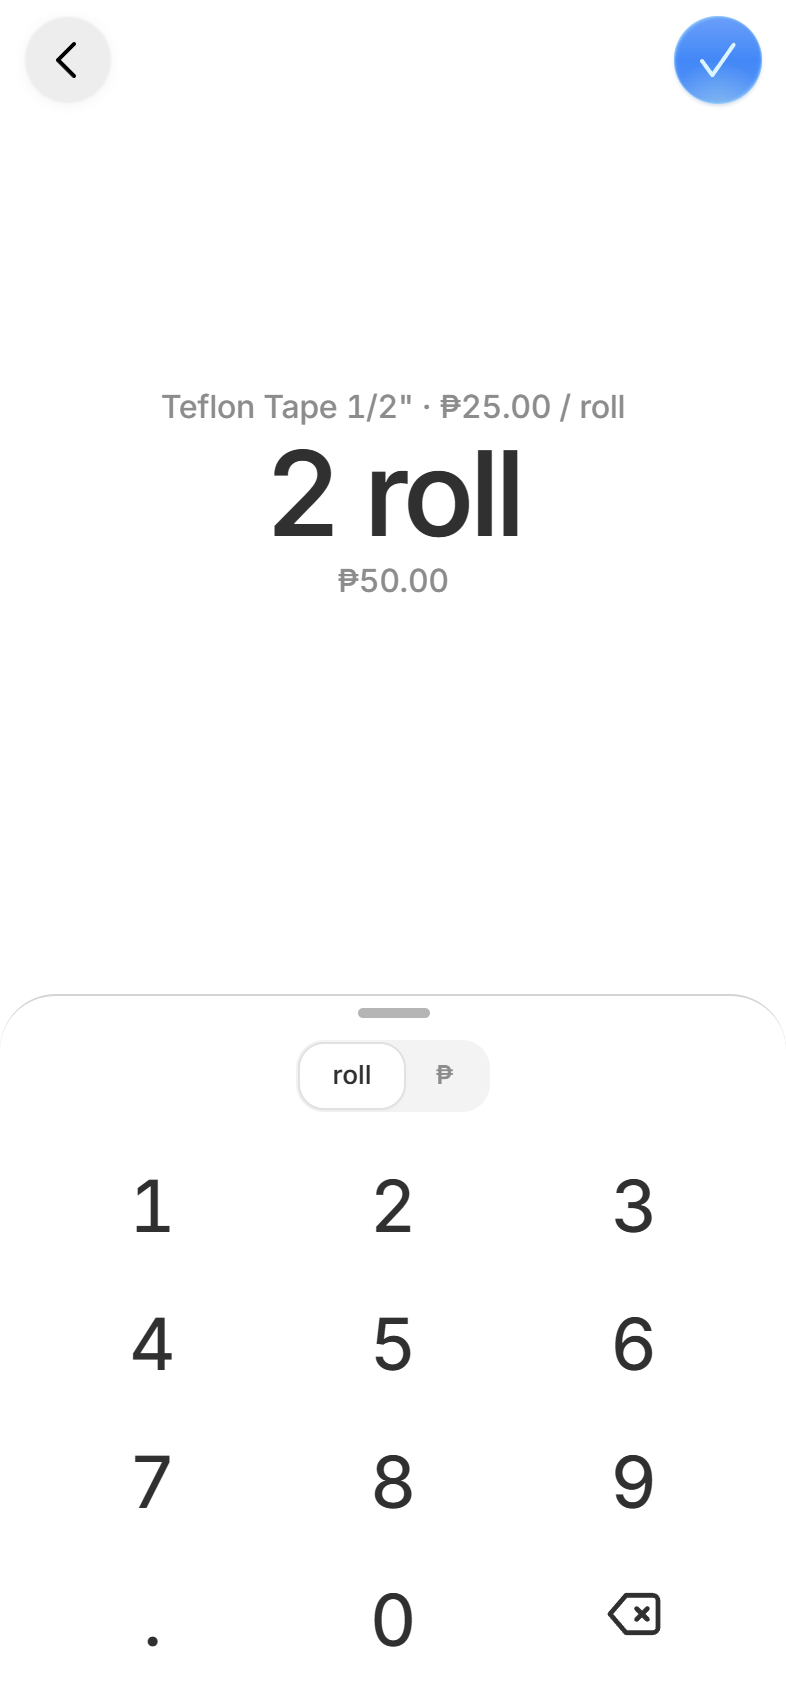 Teflon Tape 1/2" · ₱25.00 / roll
2 roll
₱50.00
roll ₱
1 2 3
4 5 6
7 8 9
. 0